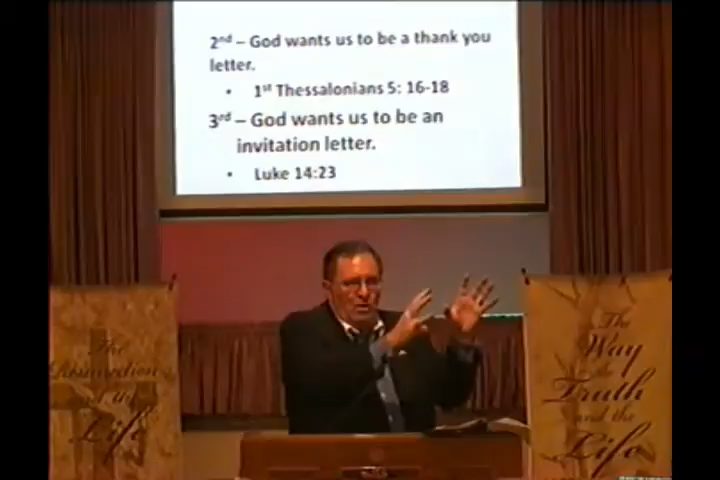 2nd – God wants us to be a thank you
letter.
• 1st Thessalonians 5: 16-18
3rd – God wants us to be an
invitation letter.
• Luke 14:23
The
Resurrection
and the
Life
The
Way
the
Truth
and the
Life